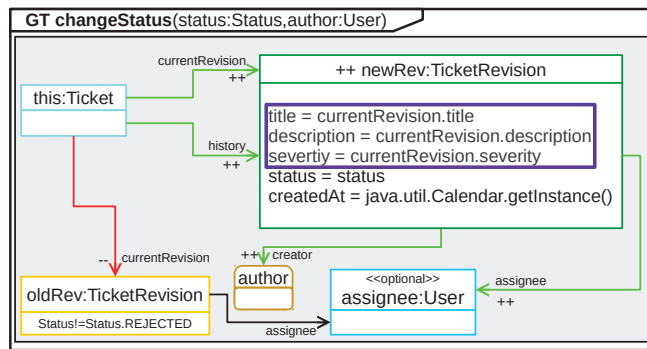 GT changeStatus(status:Status,author:User)
currentRevision
++
++ newRev:TicketRevision
this:Ticket
title = currentRevision.title
description = currentRevision.description
severtiy = currentRevision.severity
status = status
createdAt = java.util.Calendar.getInstance()
history
++
-- currentRevision
++ creator
author
oldRev:TicketRevision
Status!=Status.REJECTED
<<optional>>
assignee:User
assignee
++
assignee